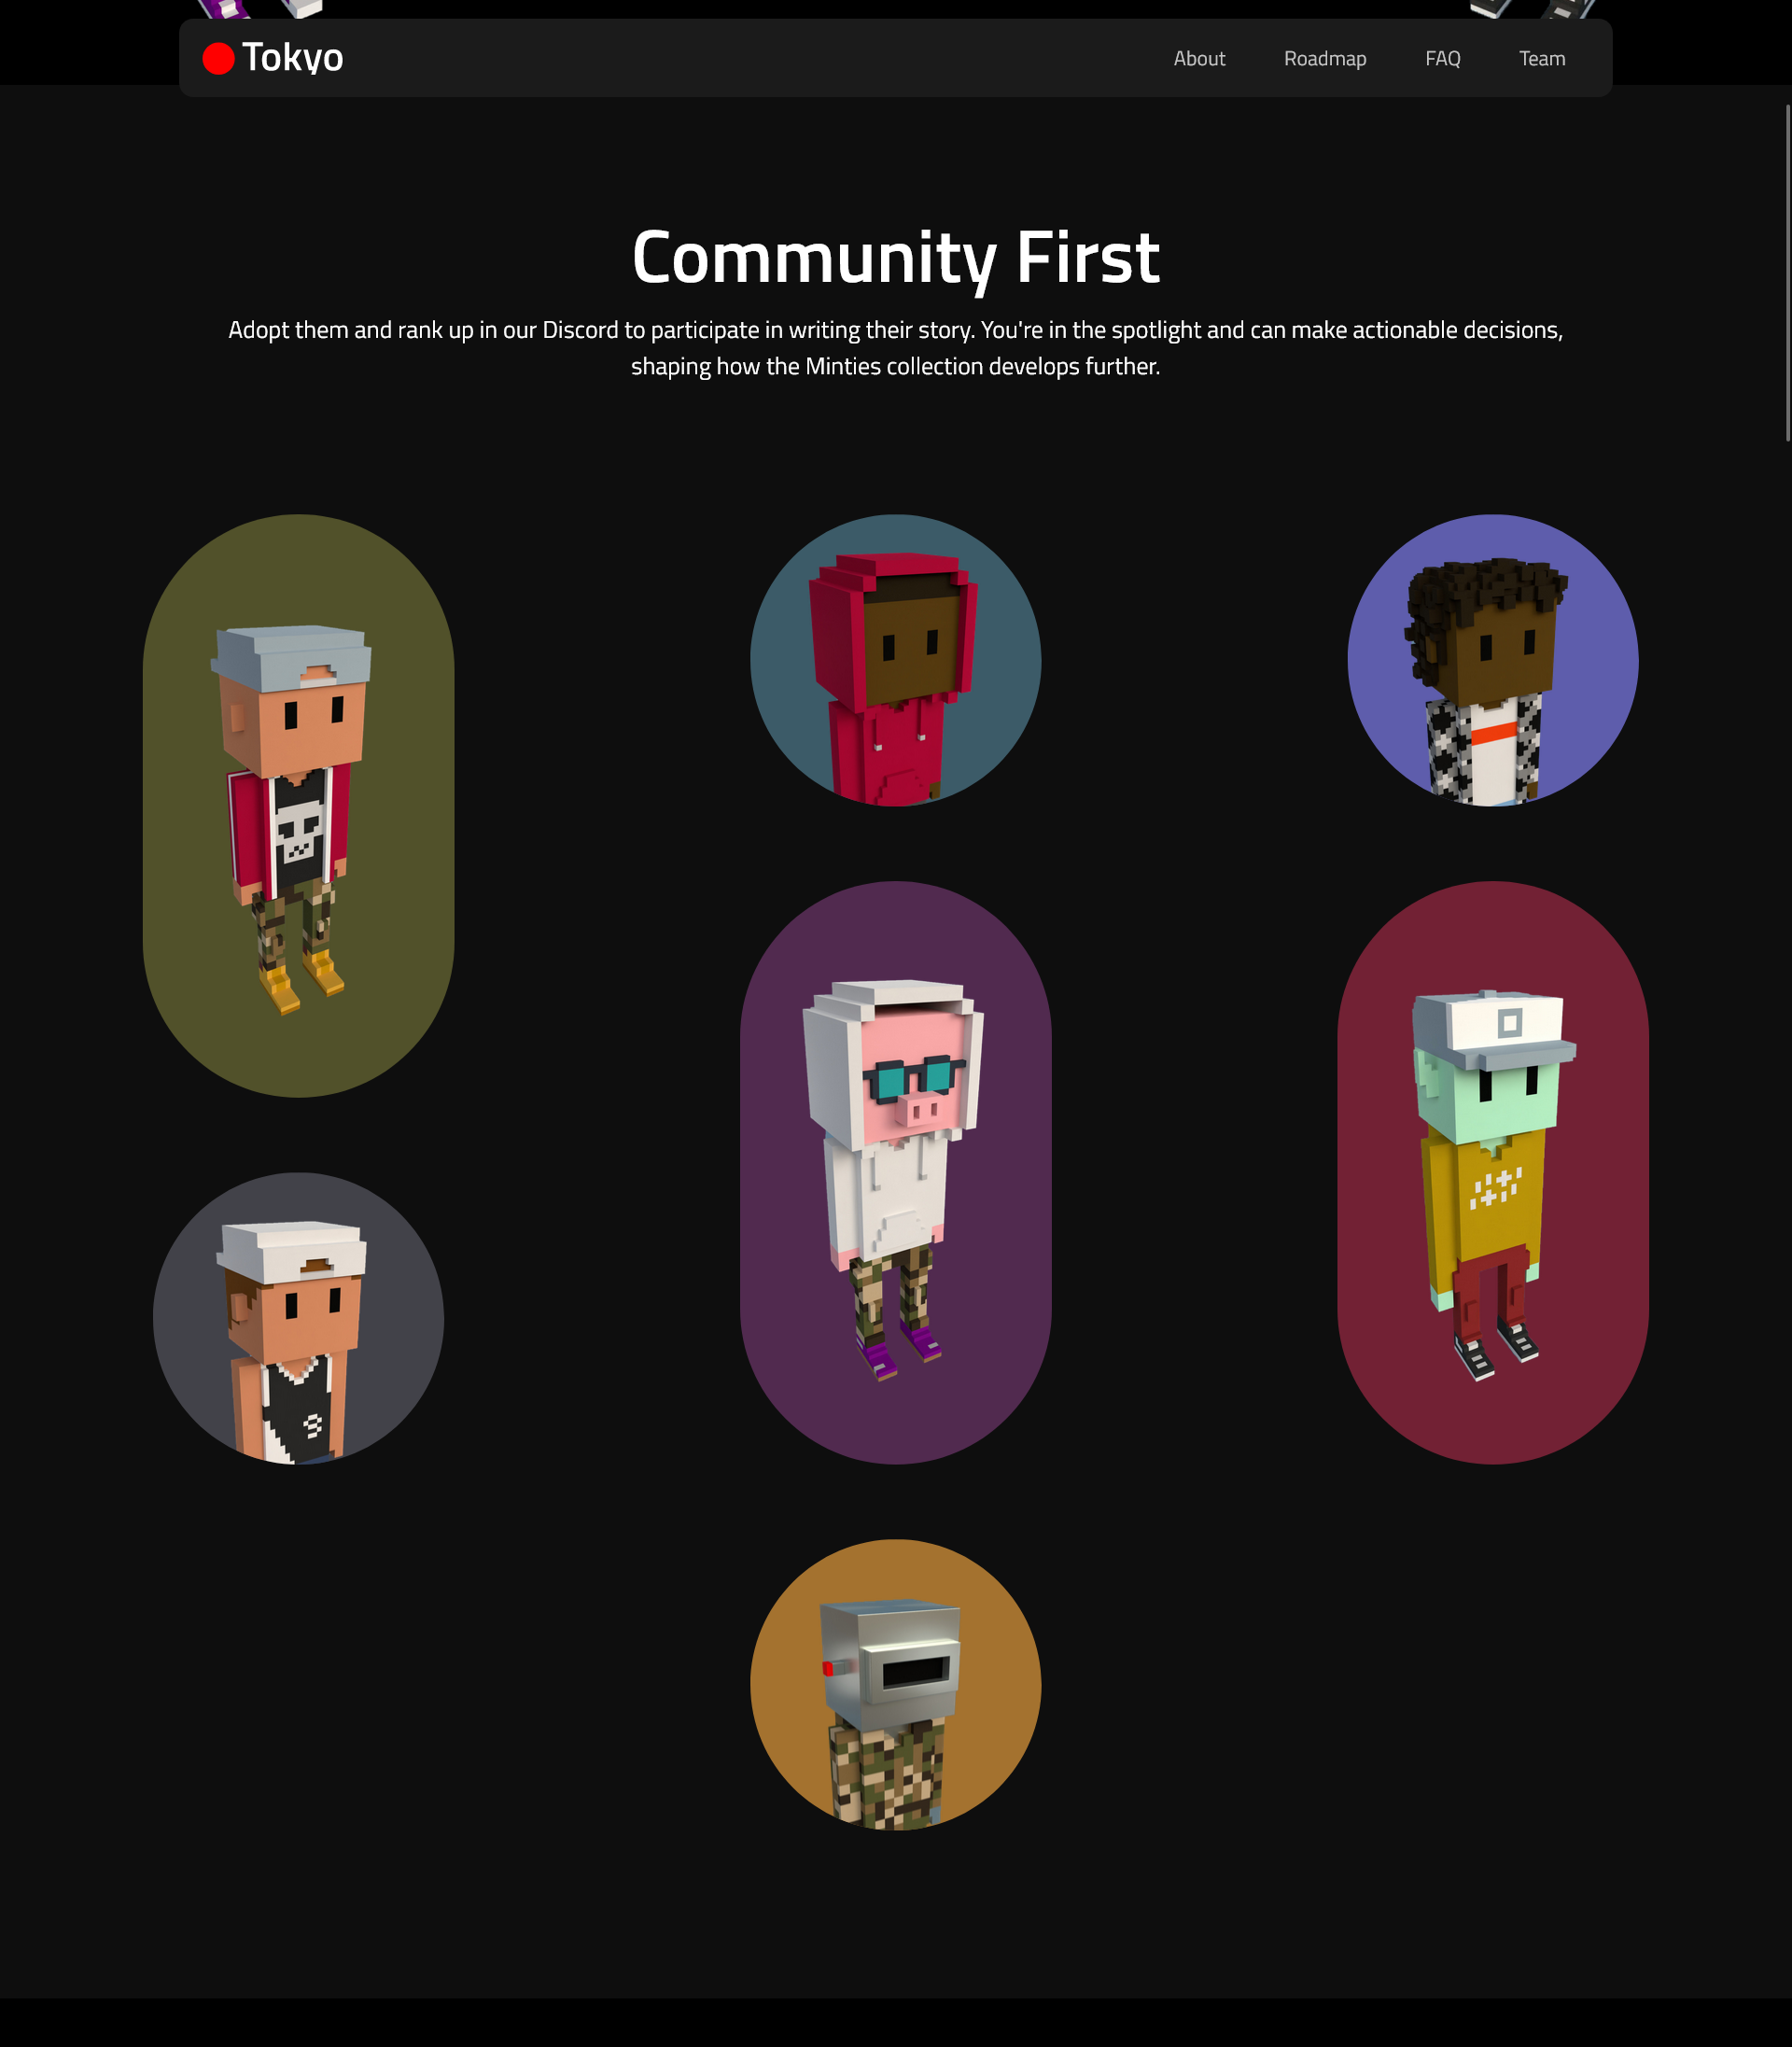 Tokyo
About
Roadmap
FAQ
Team
Community First
Adopt them and rank up in our Discord to participate in writing their story. You're in the spotlight and can make actionable decisions,
shaping how the Minties collection develops further.